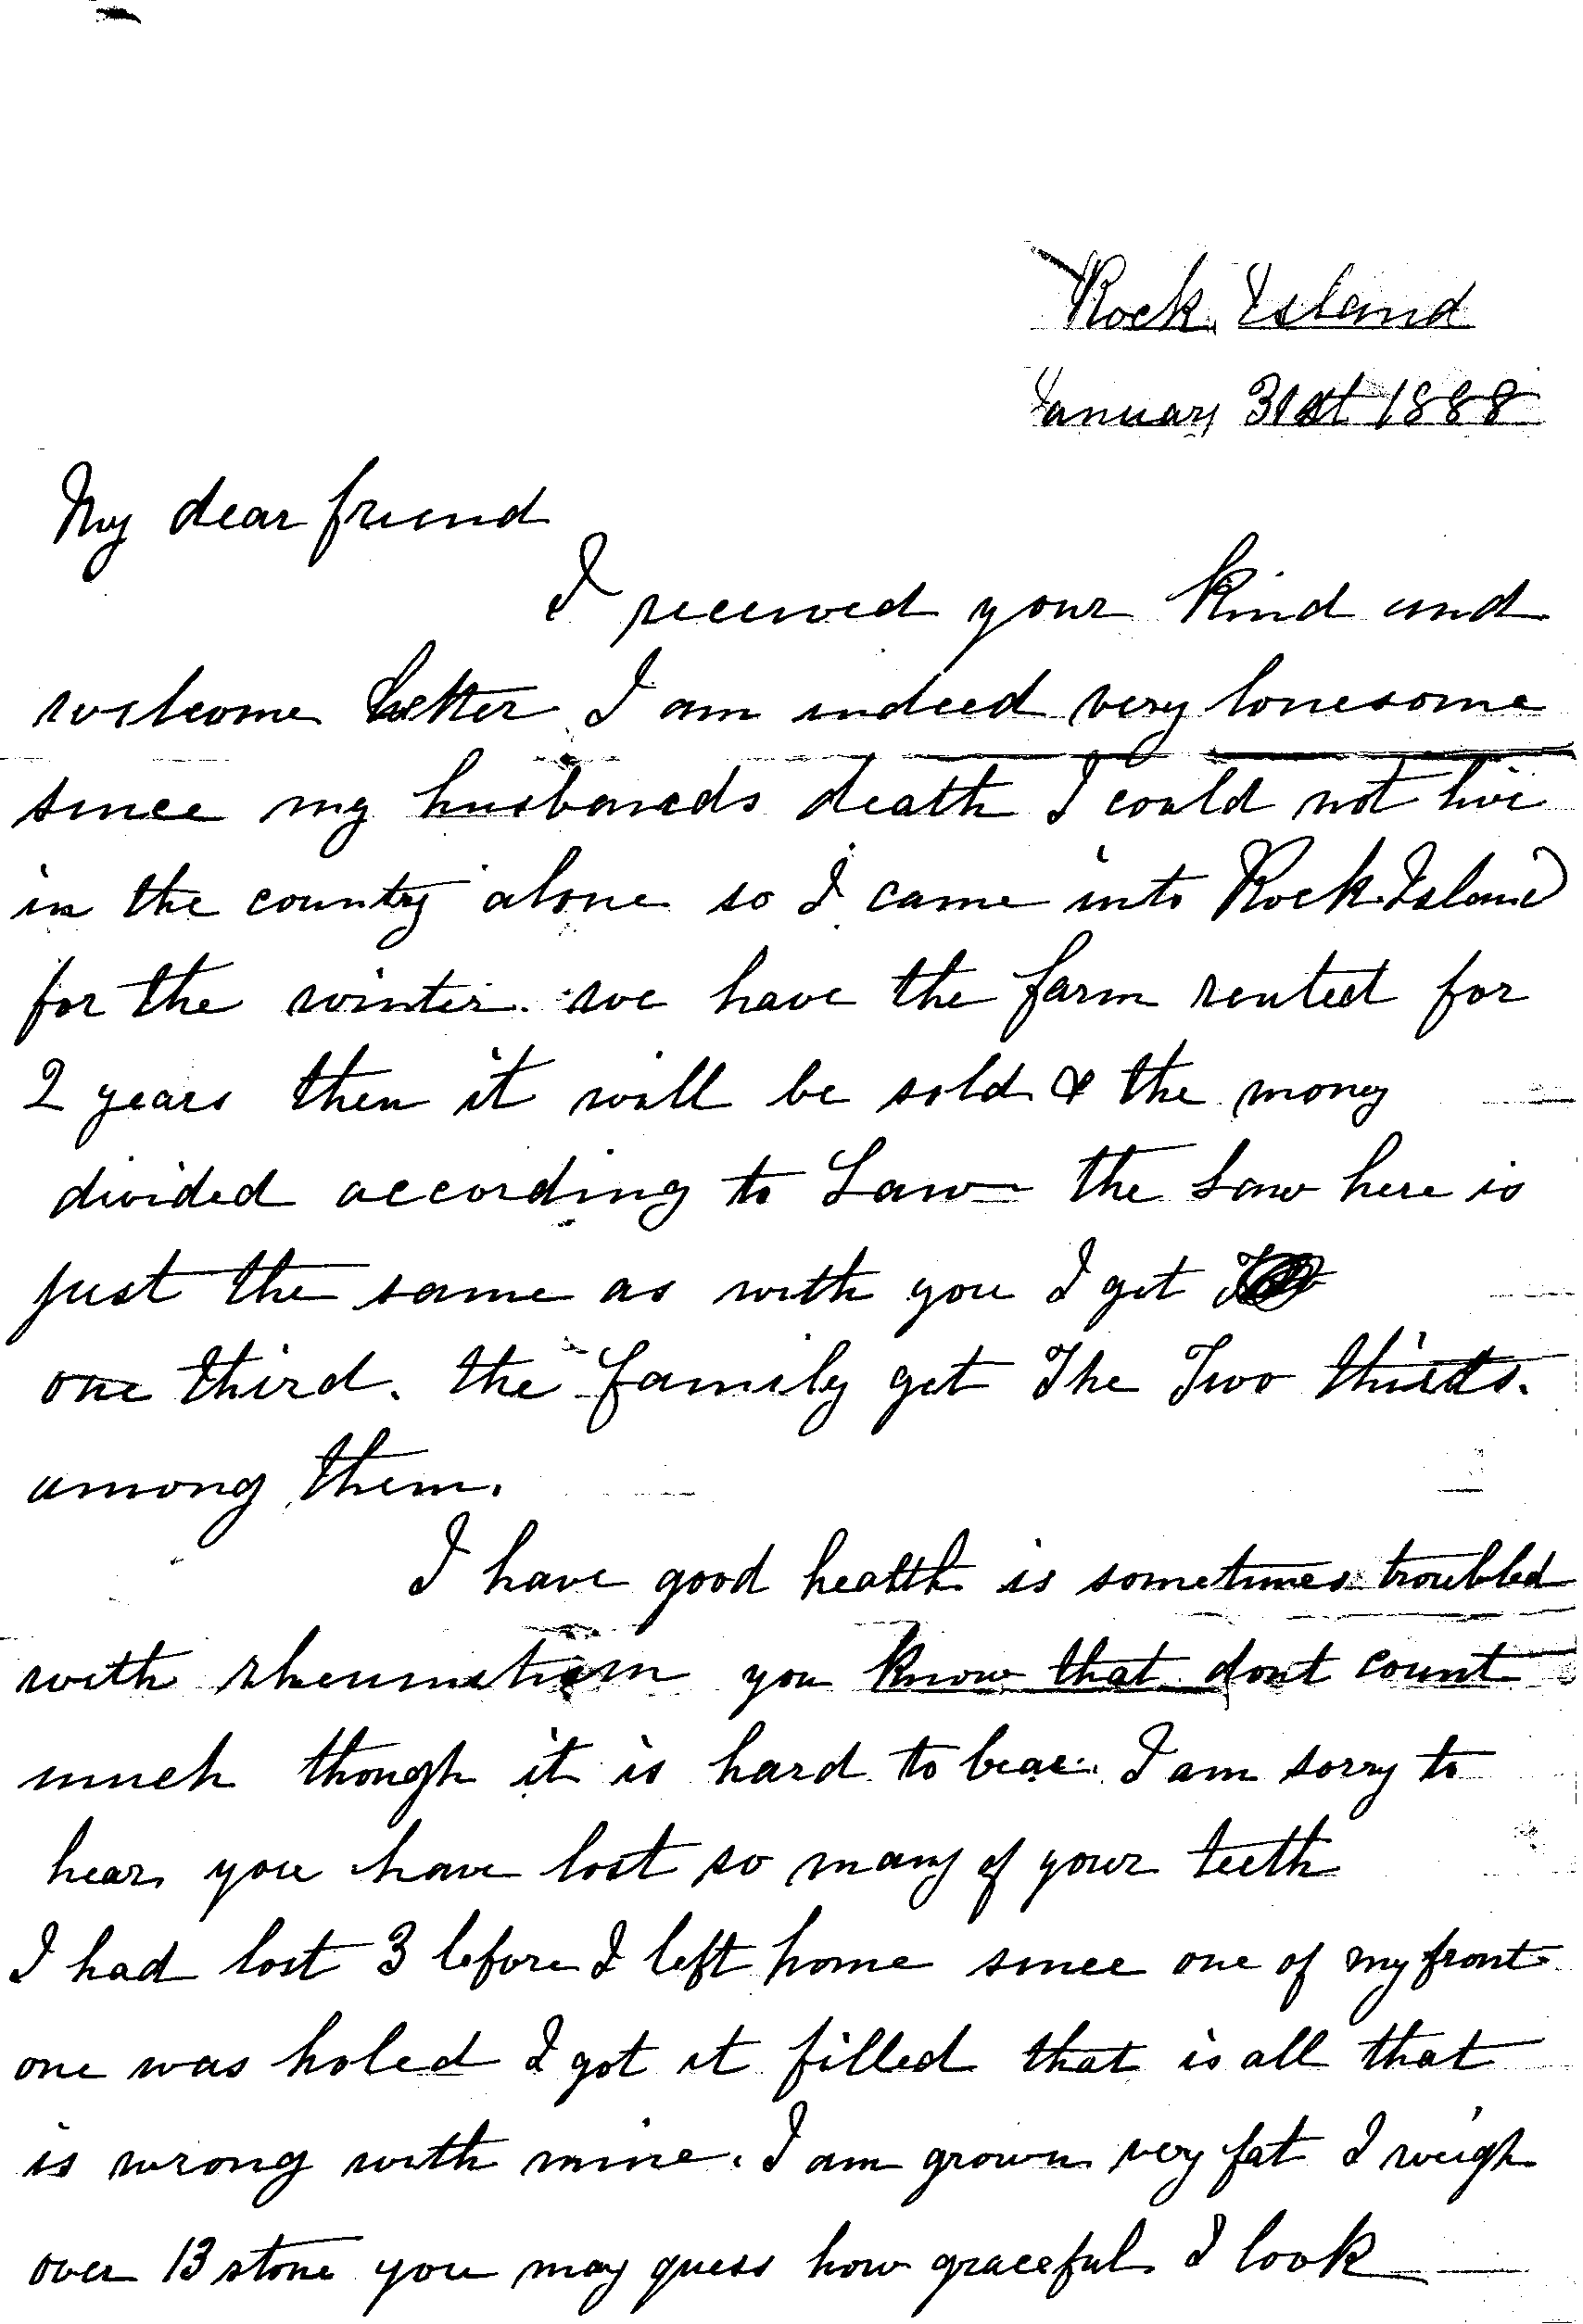 Rock Island
January 31st 1888
My dear friend
I received your kind and
welcome letter I am indeed very lonesome
since my husbands death I could not live
in the country alone so I came into Rock Island
for the winter. we have the farm rented for
2 years then it will be sold & the mony
divided according to Law the Law here is
just the same as with you I get
one third. the family get The Two thirds.
among them.
I have good health is sometimes troubled
with rheumatism you know that dont count
much though it is hard to bear. I am sorry to
hear you have lost so many of your teeth
I had lost 3 before I left home since one of my front
one was holed I got it filled that is all that
is wrong with mine. I am grown very fat I weigh
over 13 stone you may guess how graceful I look